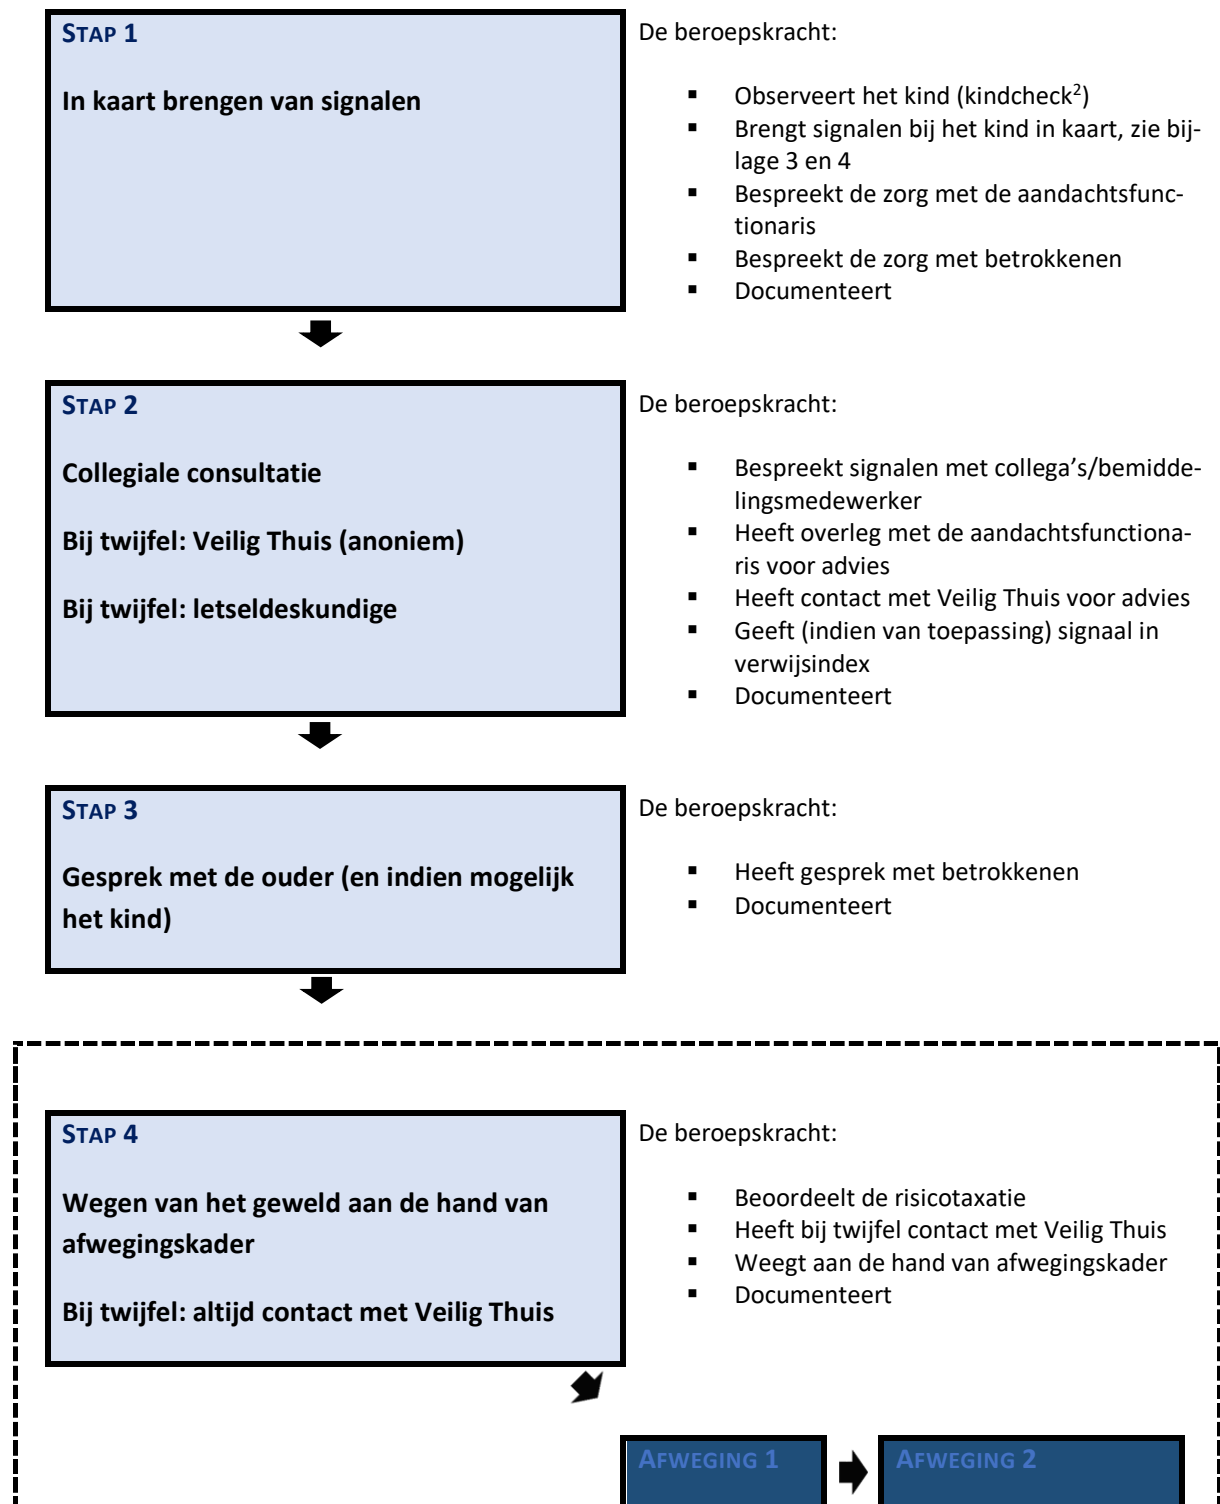 STAP 1
In kaart brengen van signalen
De beroepskracht:
▪ Observeert het kind (kindcheck²)
▪ Brengt signalen bij het kind in kaart, zie bij-
lage 3 en 4
▪ Bespreekt de zorg met de aandachtsfunc-
tionaris
▪ Bespreekt de zorg met betrokkenen
▪ Documenteert
STAP 2
Collegiale consultatie
Bij twijfel: Veilig Thuis (anoniem)
Bij twijfel: letseldeskundige
De beroepskracht:
▪ Bespreekt signalen met collega's/bemidde-
lingsmedewerker
▪ Heeft overleg met de aandachtsfunctiona-
ris voor advies
▪ Heeft contact met Veilig Thuis voor advies
▪ Geeft (indien van toepassing) signaal in
verwijsindex
▪ Documenteert
STAP 3
Gesprek met de ouder (en indien mogelijk
het kind)
De beroepskracht:
▪ Heeft gesprek met betrokkenen
▪ Documenteert
STAP 4
Wegen van het geweld aan de hand van
afwegingskader
Bij twijfel: altijd contact met Veilig Thuis
De beroepskracht:
▪ Beoordeelt de risicotaxatie
▪ Heeft bij twijfel contact met Veilig Thuis
▪ Weegt aan de hand van afwegingskader
▪ Documenteert
AFWEGING 1
AFWEGING 2